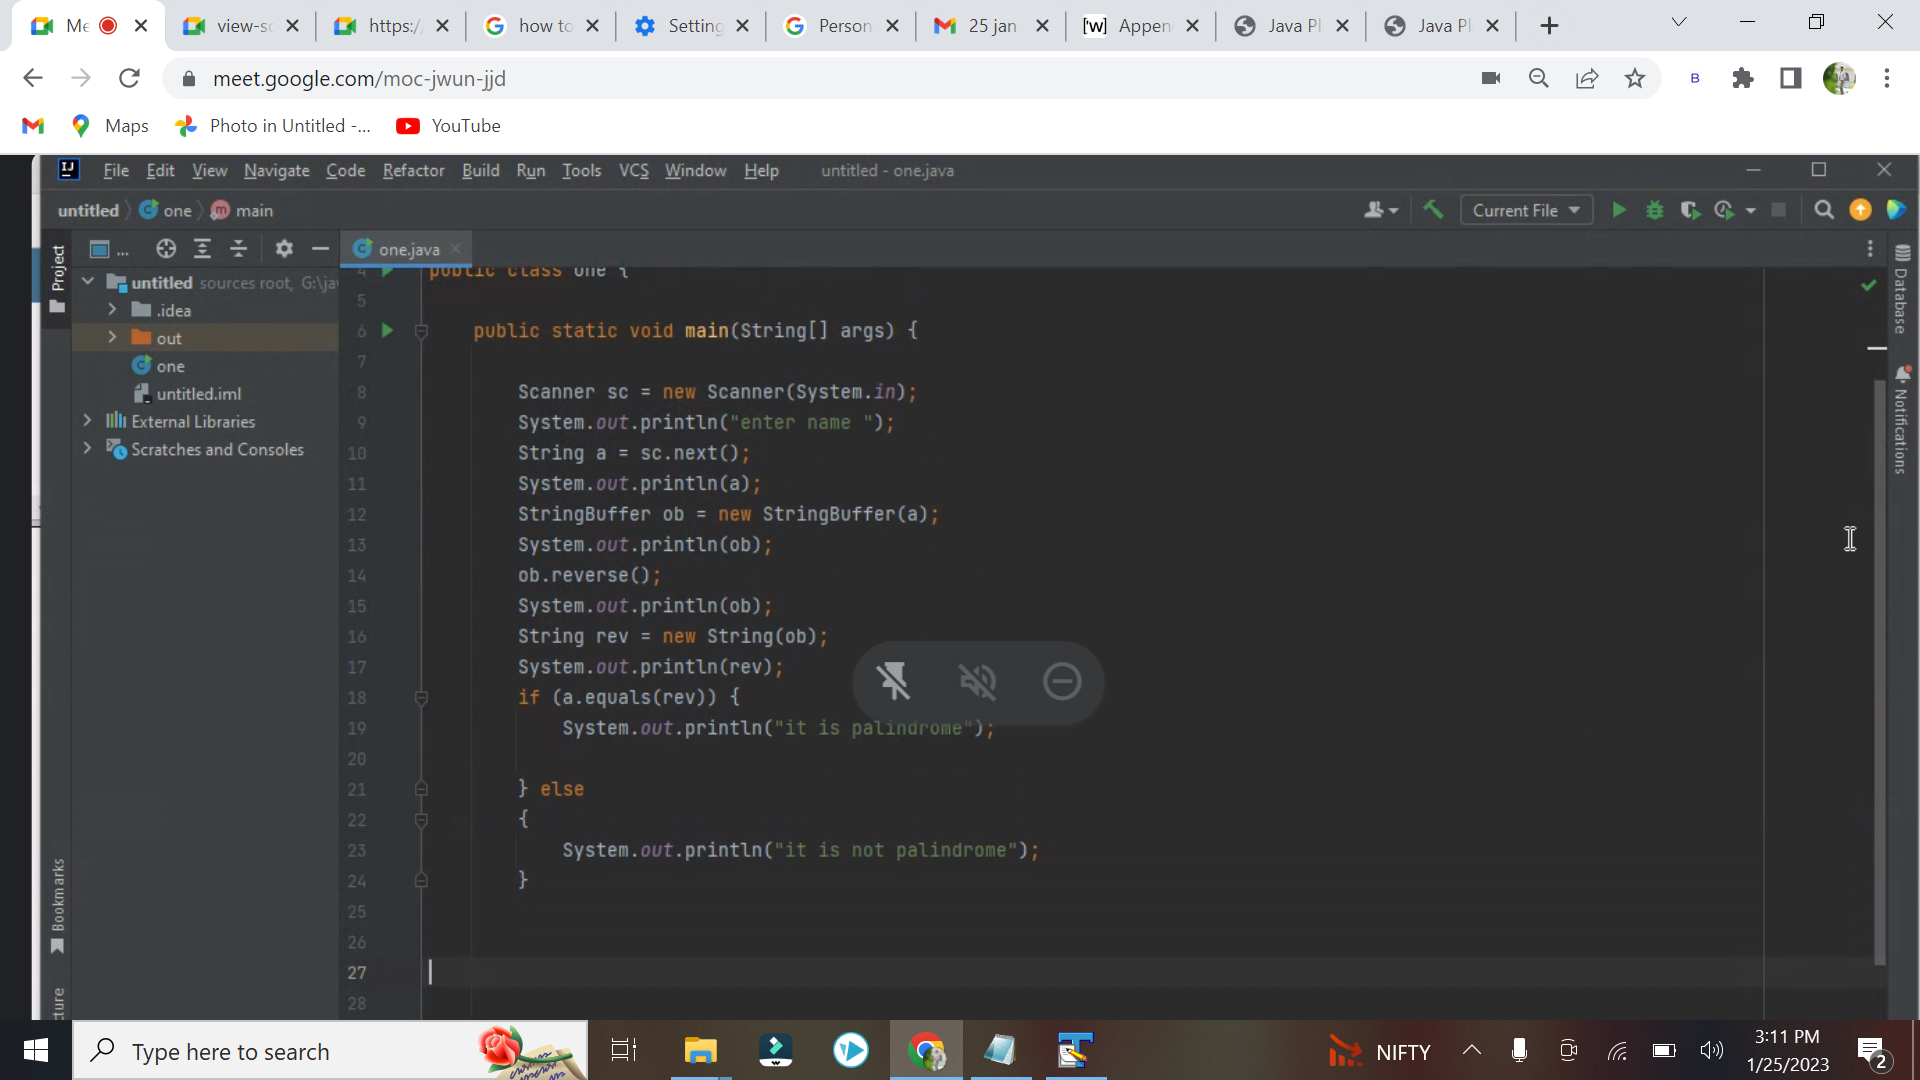 Me
view-sc
https:/
how to
Setting
Person
25 jan
[w] Appen
Java Pl
Java Pl
meet.google.com/moc-jwun-jjd
B
Maps
Photo in Untitled -...
YouTube
IJ File Edit View Navigate Code Refactor Build Run Tools VCS Window Help untitled - one.java
untitled one m main
Current File
Project
...
one.java
untitled sources root, G:\ja
.idea
out
one
untitled.iml
External Libraries
Scratches and Consoles
Bookmarks
cture
Database
Notifications
4 public class one {
5
6 public static void main(String[] args) {
7
8 Scanner sc = new Scanner(System.in);
9 System.out.println("enter name ");
10 String a = sc.next();
11 System.out.println(a);
12 StringBuffer ob = new StringBuffer(a);
13 System.out.println(ob);
14 ob.reverse();
15 System.out.println(ob);
16 String rev = new String(ob);
17 System.out.println(rev);
18 if (a.equals(rev)) {
19 System.out.println("it is palindrome");
20
21 } else
22 {
23 System.out.println("it is not palindrome");
24 }
25
26
27
28
Type here to search
NIFTY
3:11 PM
1/25/2023
2